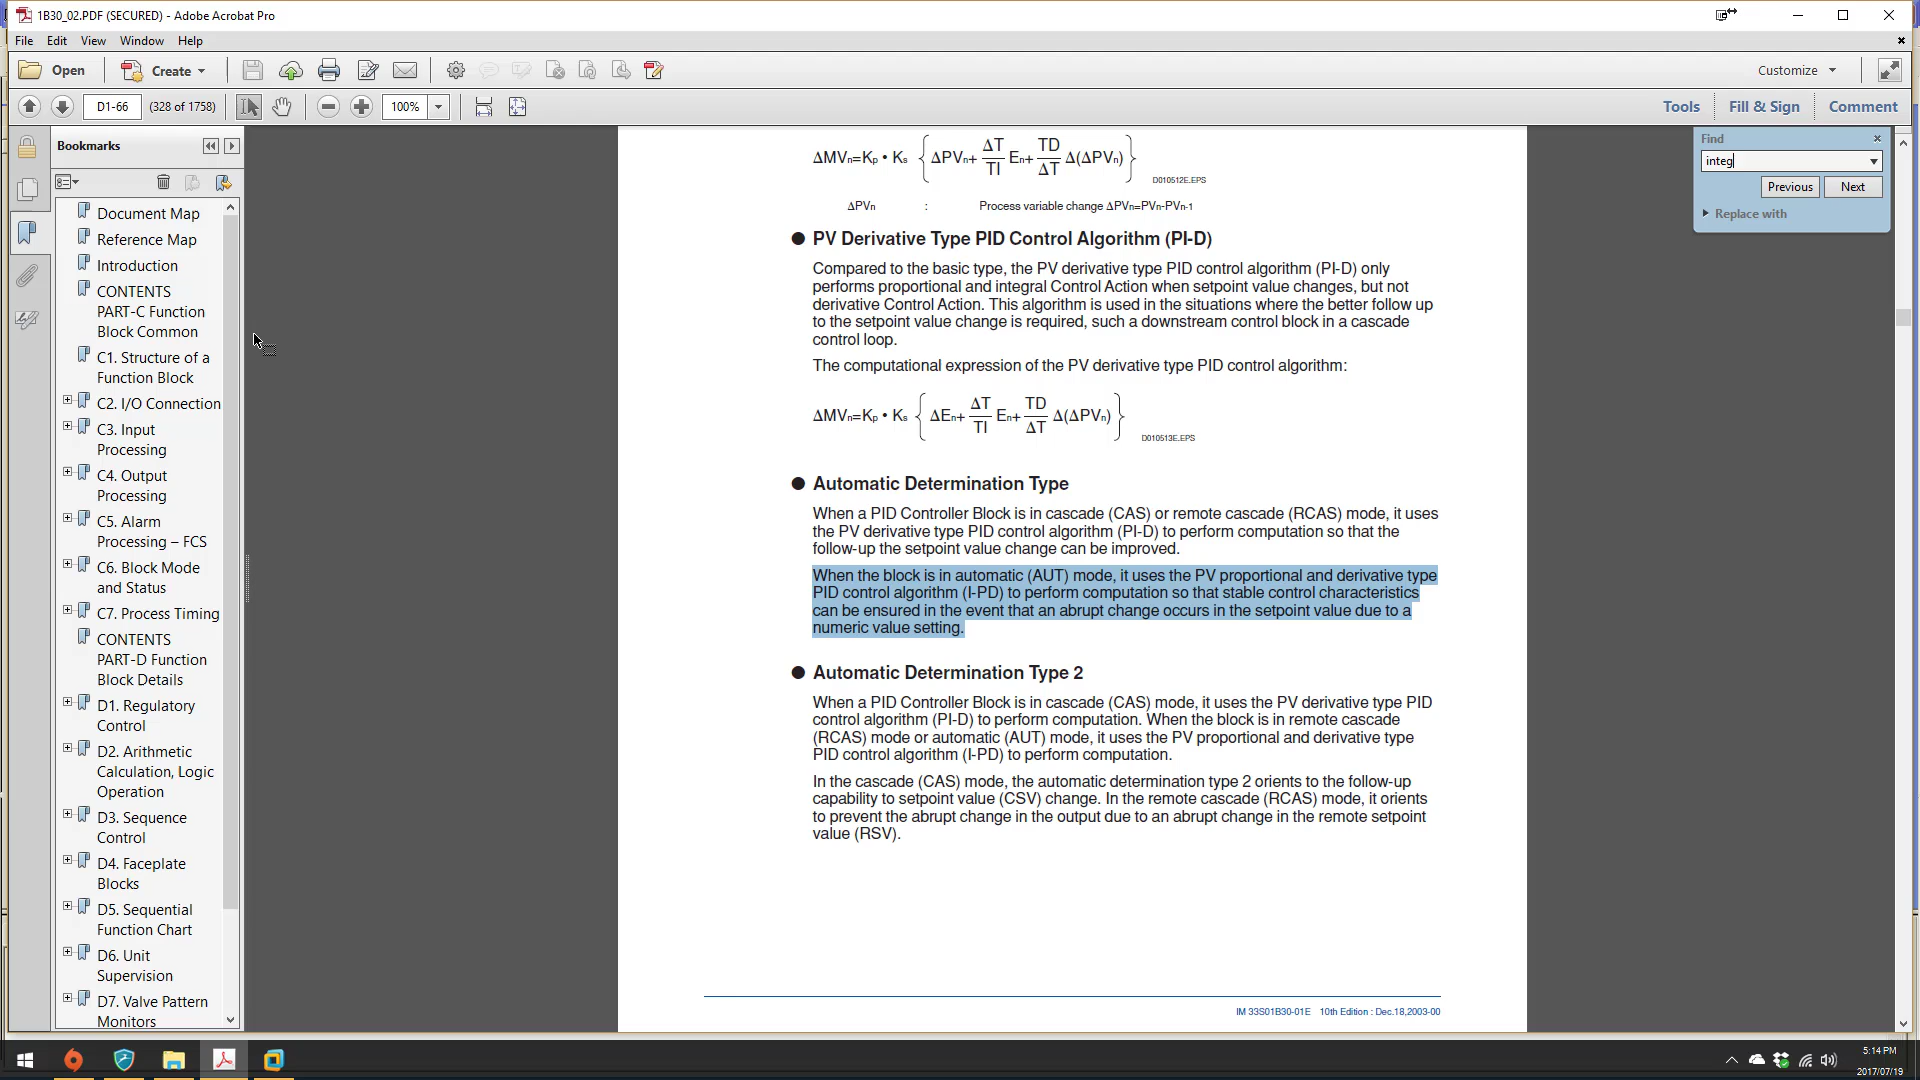 1B30_02.PDF (SECURED) - Adobe Acrobat Pro
File Edit View Window Help
Open Create Customize
D1-66 (328 of 1758) 100% Tools Fill & Sign Comment
Bookmarks
Document Map
Reference Map
Introduction
CONTENTS
PART-C Function
Block Common
C1. Structure of a
Function Block
C2. I/O Connection
C3. Input
Processing
C4. Output
Processing
C5. Alarm
Processing – FCS
C6. Block Mode
and Status
C7. Process Timing
CONTENTS
PART-D Function
Block Details
D1. Regulatory
Control
D2. Arithmetic
Calculation, Logic
Operation
D3. Sequence
Control
D4. Faceplate
Blocks
D5. Sequential
Function Chart
D6. Unit
Supervision
D7. Valve Pattern
Monitors
ΔMVn=Kp • Ks { ΔPVn+ ΔT/TI En+ TD/ΔT Δ(ΔPVn) }
D010512E.EPS
ΔPVn : Process variable change ΔPVn=PVn-PVn-1
● PV Derivative Type PID Control Algorithm (PI-D)
Compared to the basic type, the PV derivative type PID control algorithm (PI-D) only
performs proportional and integral Control Action when setpoint value changes, but not
derivative Control Action. This algorithm is used in the situations where the better follow up
to the setpoint value change is required, such a downstream control block in a cascade
control loop.
The computational expression of the PV derivative type PID control algorithm:
ΔMVn=Kp • Ks { ΔEn+ ΔT/TI En+ TD/ΔT Δ(ΔPVn) }
D010513E.EPS
● Automatic Determination Type
When a PID Controller Block is in cascade (CAS) or remote cascade (RCAS) mode, it uses
the PV derivative type PID control algorithm (PI-D) to perform computation so that the
follow-up the setpoint value change can be improved.
When the block is in automatic (AUT) mode, it uses the PV proportional and derivative type
PID control algorithm (I-PD) to perform computation so that stable control characteristics
can be ensured in the event that an abrupt change occurs in the setpoint value due to a
numeric value setting.
● Automatic Determination Type 2
When a PID Controller Block is in cascade (CAS) mode, it uses the PV derivative type PID
control algorithm (PI-D) to perform computation. When the block is in remote cascade
(RCAS) mode or automatic (AUT) mode, it uses the PV proportional and derivative type
PID control algorithm (I-PD) to perform computation.
In the cascade (CAS) mode, the automatic determination type 2 orients to the follow-up
capability to setpoint value (CSV) change. In the remote cascade (RCAS) mode, it orients
to prevent the abrupt change in the output due to an abrupt change in the remote setpoint
value (RSV).
IM 33S01B30-01E 10th Edition : Dec.18,2003-00
Find
integ
Previous Next
Replace with
5:14 PM
2017/07/19